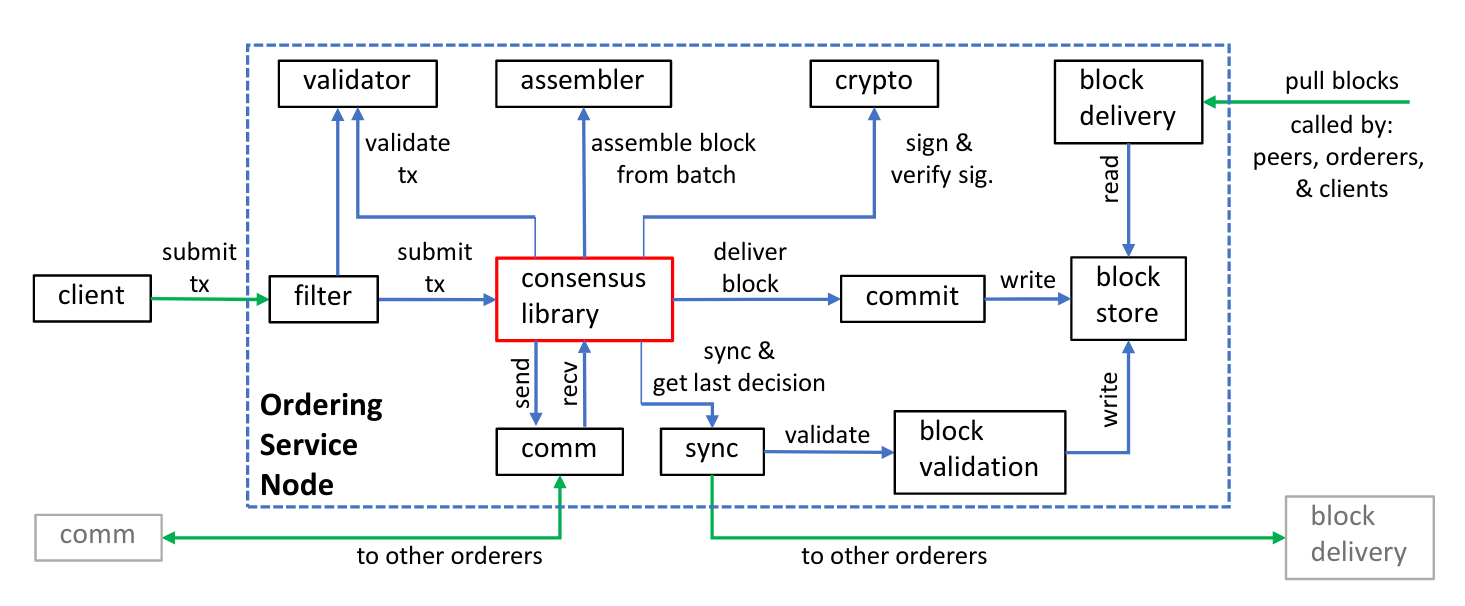 validator
assembler
crypto
block
delivery
pull blocks
called by:
peers, orderers,
& clients
validate
tx
assemble block
from batch
sign &
verify sig.
read
client
submit
tx
filter
submit
tx
consensus
library
deliver
block
commit
write
block
store
send
recv
sync &
get last decision
write
Ordering
Service
Node
comm
sync
validate
block
validation
comm
to other orderers
to other orderers
block
delivery